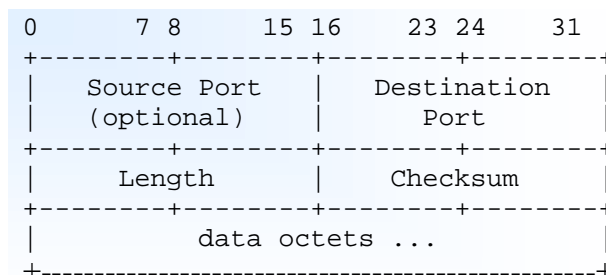 0        7 8       15 16      23 24      31
+--------+--------+--------+--------+
|   Source Port   |   Destination   |
|   (optional)    |      Port       |
+--------+--------+--------+--------+
|     Length      |    Checksum     |
+--------+--------+--------+--------+
|          data octets ...          |
+-----------------------------------+